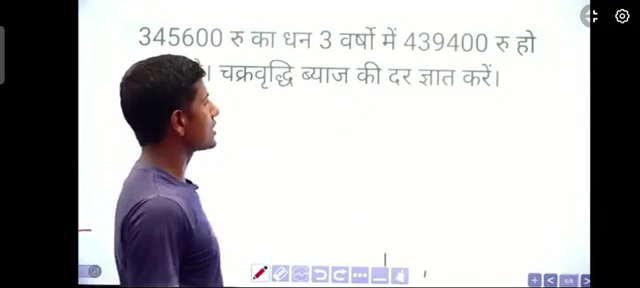 345600 रु का धन 3 वर्षो में 439400 रु हो
। चक्रवृद्धि ब्याज की दर ज्ञात करें।